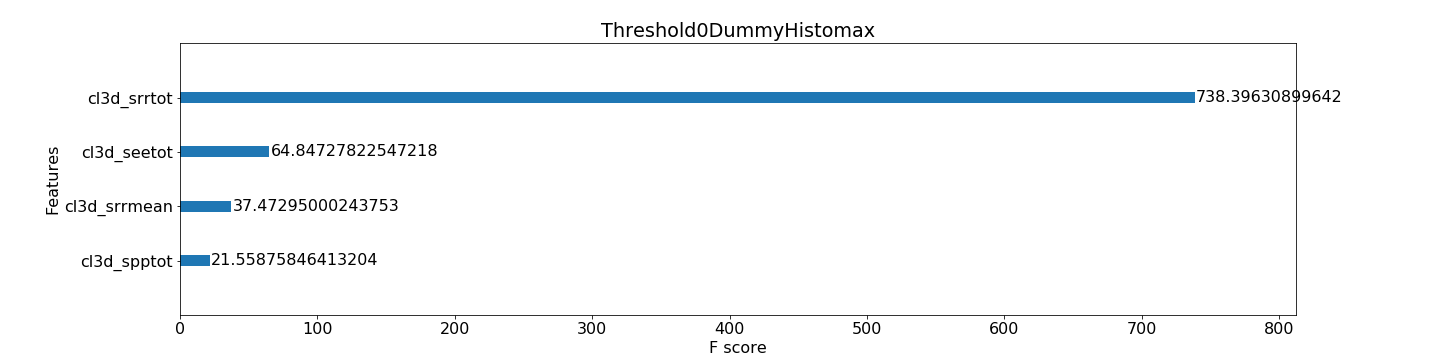 Threshold0DummyHistomax
cl3d_srrtot 738.39630899642
cl3d_seetot 64.84727822547218
Features
cl3d_srrmean 37.47295000243753
cl3d_spptot 21.55875846413204
0 100 200 300 400 500 600 700 800
F score